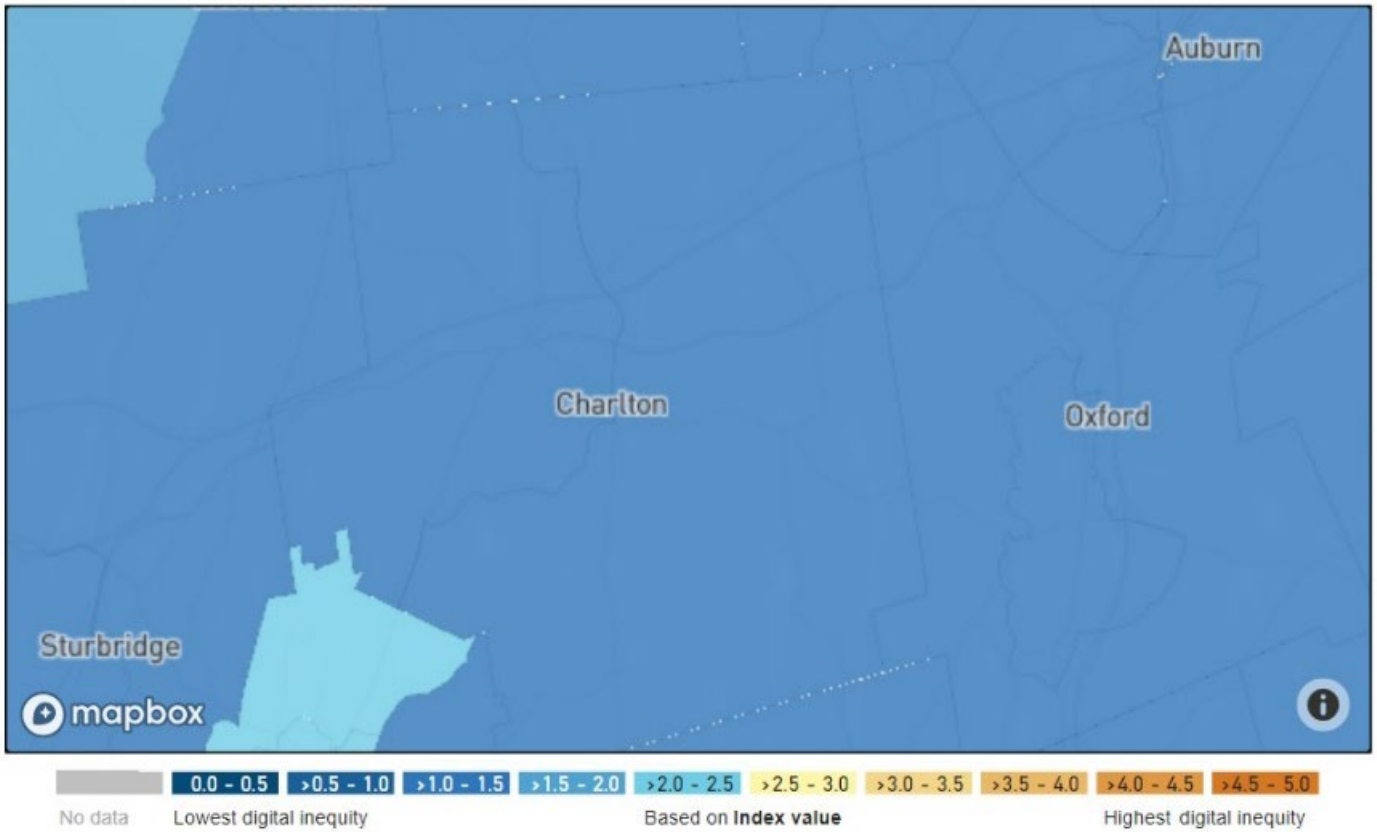 Auburn
Charlton
Oxford
Sturbridge
mapbox
0.0 - 0.5 >0.5 - 1.0 >1.0 - 1.5 >1.5 - 2.0 >2.0 - 2.5 >2.5 - 3.0 >3.0 - 3.5 >3.5 - 4.0 >4.0 - 4.5 >4.5 - 5.0
No data Lowest digital inequity Based on Index value Highest digital inequity